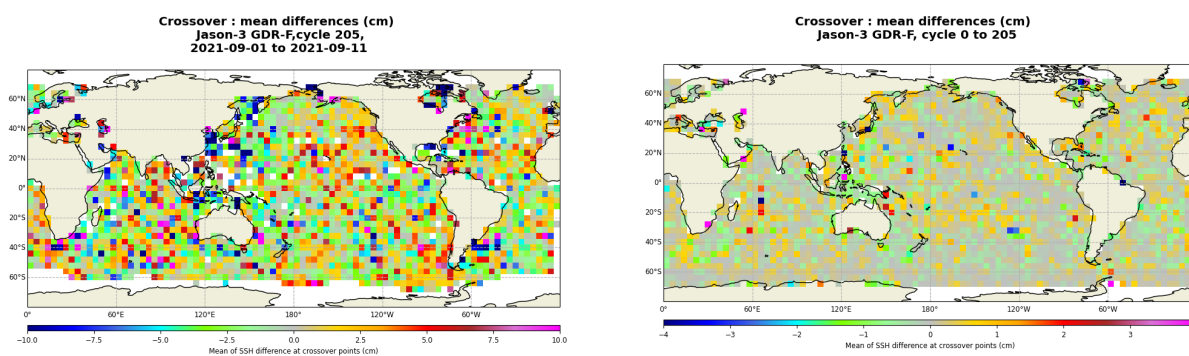 Crossover : mean differences (cm)
Jason-3 GDR-F,cycle 205,
2021-09-01 to 2021-09-11
60°N
40°N
20°N
0°
20°S
40°S
60°S
0° 60°E 120°E 180° 120°W 60°W
−10.0 −7.5 −5.0 −2.5 0.0 2.5 5.0 7.5 10.0
Mean of SSH difference at crossover points (cm)
Crossover : mean differences (cm)
Jason-3 GDR-F, cycle 0 to 205
60°N
40°N
20°N
0°
20°S
40°S
60°S
0° 60°E 120°E 180° 120°W 60°W
−4 −3 −2 −1 0 1 2 3
Mean of SSH difference at crossover points (cm)